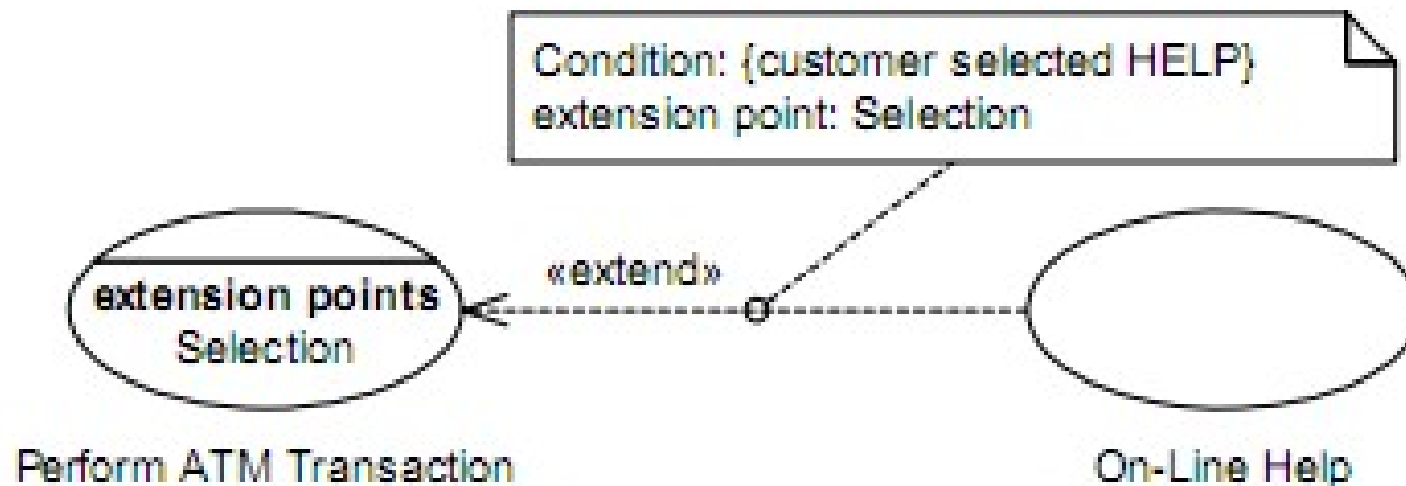 Condition: {customer selected HELP}
extension point: Selection
«extend»
extension points
Selection
Perform ATM Transaction
On-Line Help